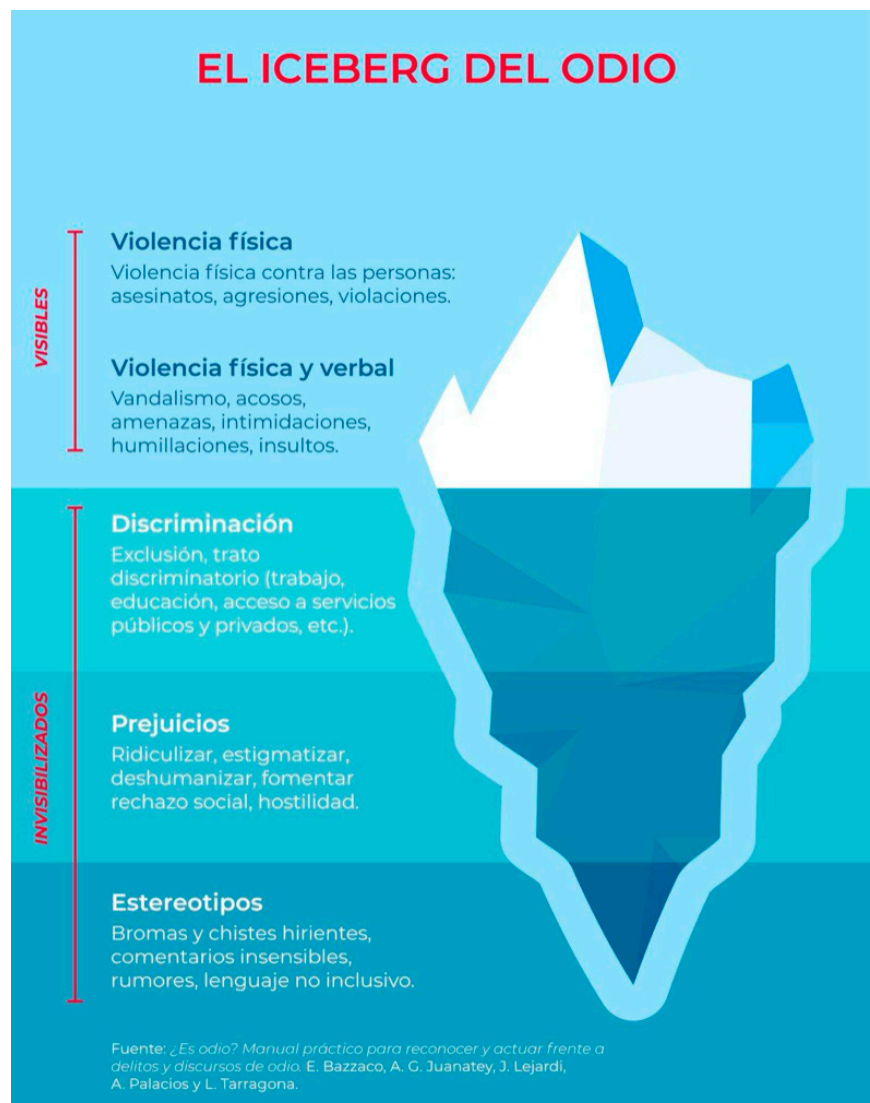 EL ICEBERG DEL ODIO
VISIBLES
Violencia física
Violencia física contra las personas:
asesinatos, agresiones, violaciones.
Violencia física y verbal
Vandalismo, acosos,
amenazas, intimidaciones,
humillaciones, insultos.
INVISIBILIZADOS
Discriminación
Exclusión, trato
discriminatorio (trabajo,
educación, acceso a servicios
públicos y privados, etc.).
Prejuicios
Ridiculizar, estigmatizar,
deshumanizar, fomentar
rechazo social, hostilidad.
Estereotipos
Bromas y chistes hirientes,
comentarios insensibles,
rumores, lenguaje no inclusivo.
Fuente: ¿Es odio? Manual práctico para reconocer y actuar frente a
delitos y discursos de odio. E. Bazzaco, A. G. Juanatey, J. Lejardi,
A. Palacios y L. Tarragona.